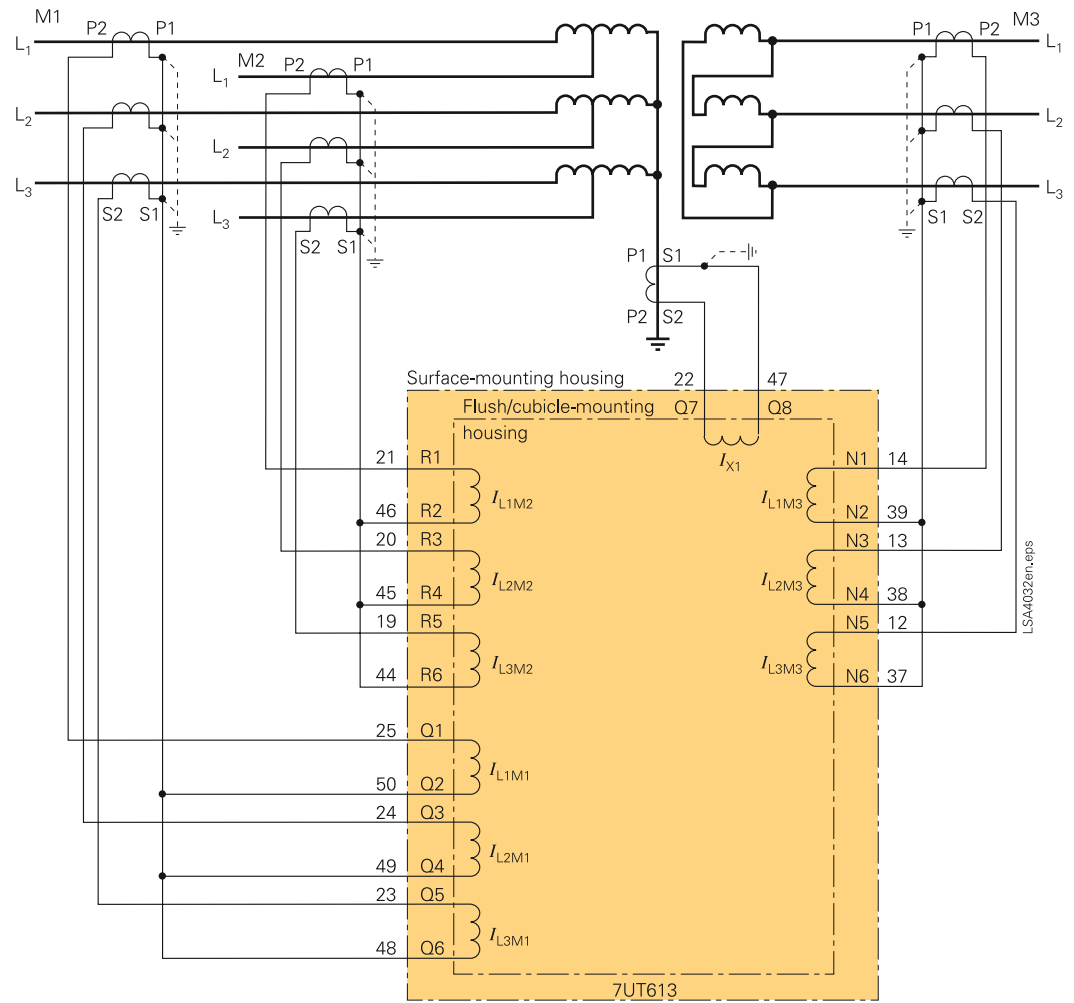 M1
P2 P1
L1
M2
P2 P1
L1
L2
L2
L3
S2 S1
L3
S2 S1
P1 P2
M3
L1
L2
L3
S1 S2
P1 S1
P2 S2
Surface-mounting housing
22 47
Flush/cubicle-mounting
housing
Q7 Q8
IX1
21 R1
IL1M2
46 R2
20 R3
IL2M2
45 R4
19 R5
IL3M2
44 R6
25 Q1
IL1M1
50 Q2
24 Q3
IL2M1
49 Q4
23 Q5
IL3M1
48 Q6
N1 14
IL1M3
N2 39
N3 13
IL2M3
N4 38
N5 12
IL3M3
N6 37
LSA4032en.eps
7UT613